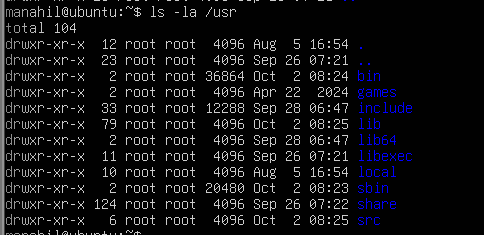 manahil@ubuntu:~$ ls -la /usr
total 104
drwxr-xr-x  12 root root  4096 Aug  5 16:54 .
drwxr-xr-x  23 root root  4096 Sep 26 07:21 ..
drwxr-xr-x   2 root root 36864 Oct  2 08:24 bin
drwxr-xr-x   2 root root  4096 Apr 22  2024 games
drwxr-xr-x  33 root root 12288 Sep 28 06:47 include
drwxr-xr-x  79 root root  4096 Oct  2 08:25 lib
drwxr-xr-x   2 root root  4096 Sep 28 06:47 lib64
drwxr-xr-x  11 root root  4096 Sep 26 07:21 libexec
drwxr-xr-x  10 root root  4096 Aug  5 16:54 local
drwxr-xr-x   2 root root 20480 Oct  2 08:23 sbin
drwxr-xr-x 124 root root  4096 Sep 26 07:22 share
drwxr-xr-x   6 root root  4096 Oct  2 08:25 src
manahil@ubuntu:~$